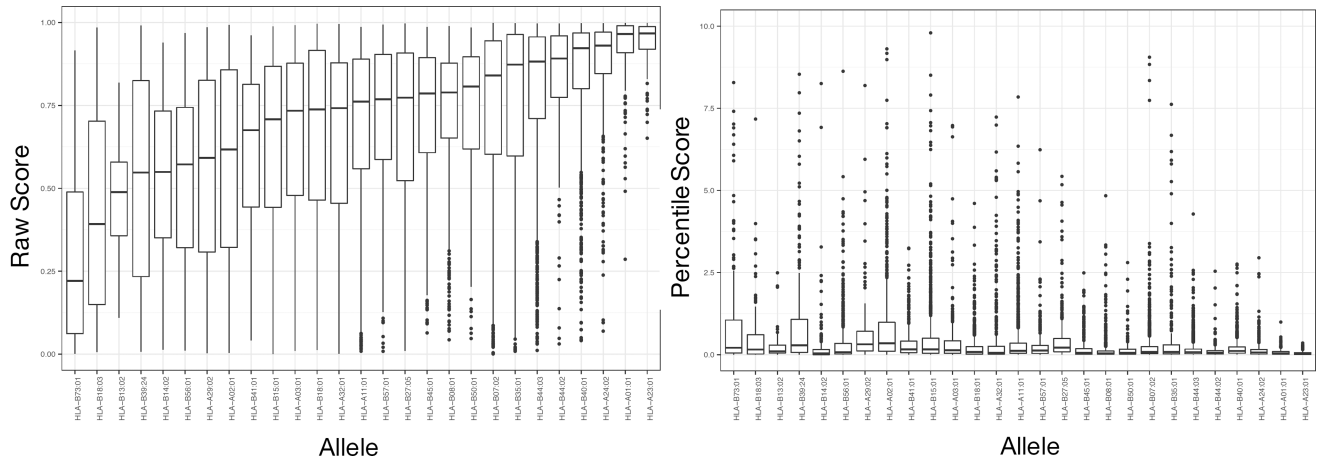 1.00
0.75
0.50
0.25
0.00
Raw Score
HLA−B73:01
HLA−B18:03
HLA−B13:02
HLA−B39:24
HLA−B14:02
HLA−B56:01
HLA−A29:02
HLA−A02:01
HLA−B41:01
HLA−B15:01
HLA−A03:01
HLA−B18:01
HLA−A32:01
HLA−A11:01
HLA−B57:01
HLA−B27:05
HLA−B45:01
HLA−B08:01
HLA−B50:01
HLA−B07:02
HLA−B35:01
HLA−B44:03
HLA−B44:02
HLA−B40:01
HLA−A24:02
HLA−A01:01
HLA−A23:01
Allele
10.0
7.5
5.0
2.5
0.0
Percentile Score
HLA−B73:01
HLA−B18:03
HLA−B13:02
HLA−B39:24
HLA−B14:02
HLA−B56:01
HLA−A29:02
HLA−A02:01
HLA−B41:01
HLA−B15:01
HLA−A03:01
HLA−B18:01
HLA−A32:01
HLA−A11:01
HLA−B57:01
HLA−B27:05
HLA−B45:01
HLA−B08:01
HLA−B50:01
HLA−B07:02
HLA−B35:01
HLA−B44:03
HLA−B44:02
HLA−B40:01
HLA−A24:02
HLA−A01:01
HLA−A23:01
Allele